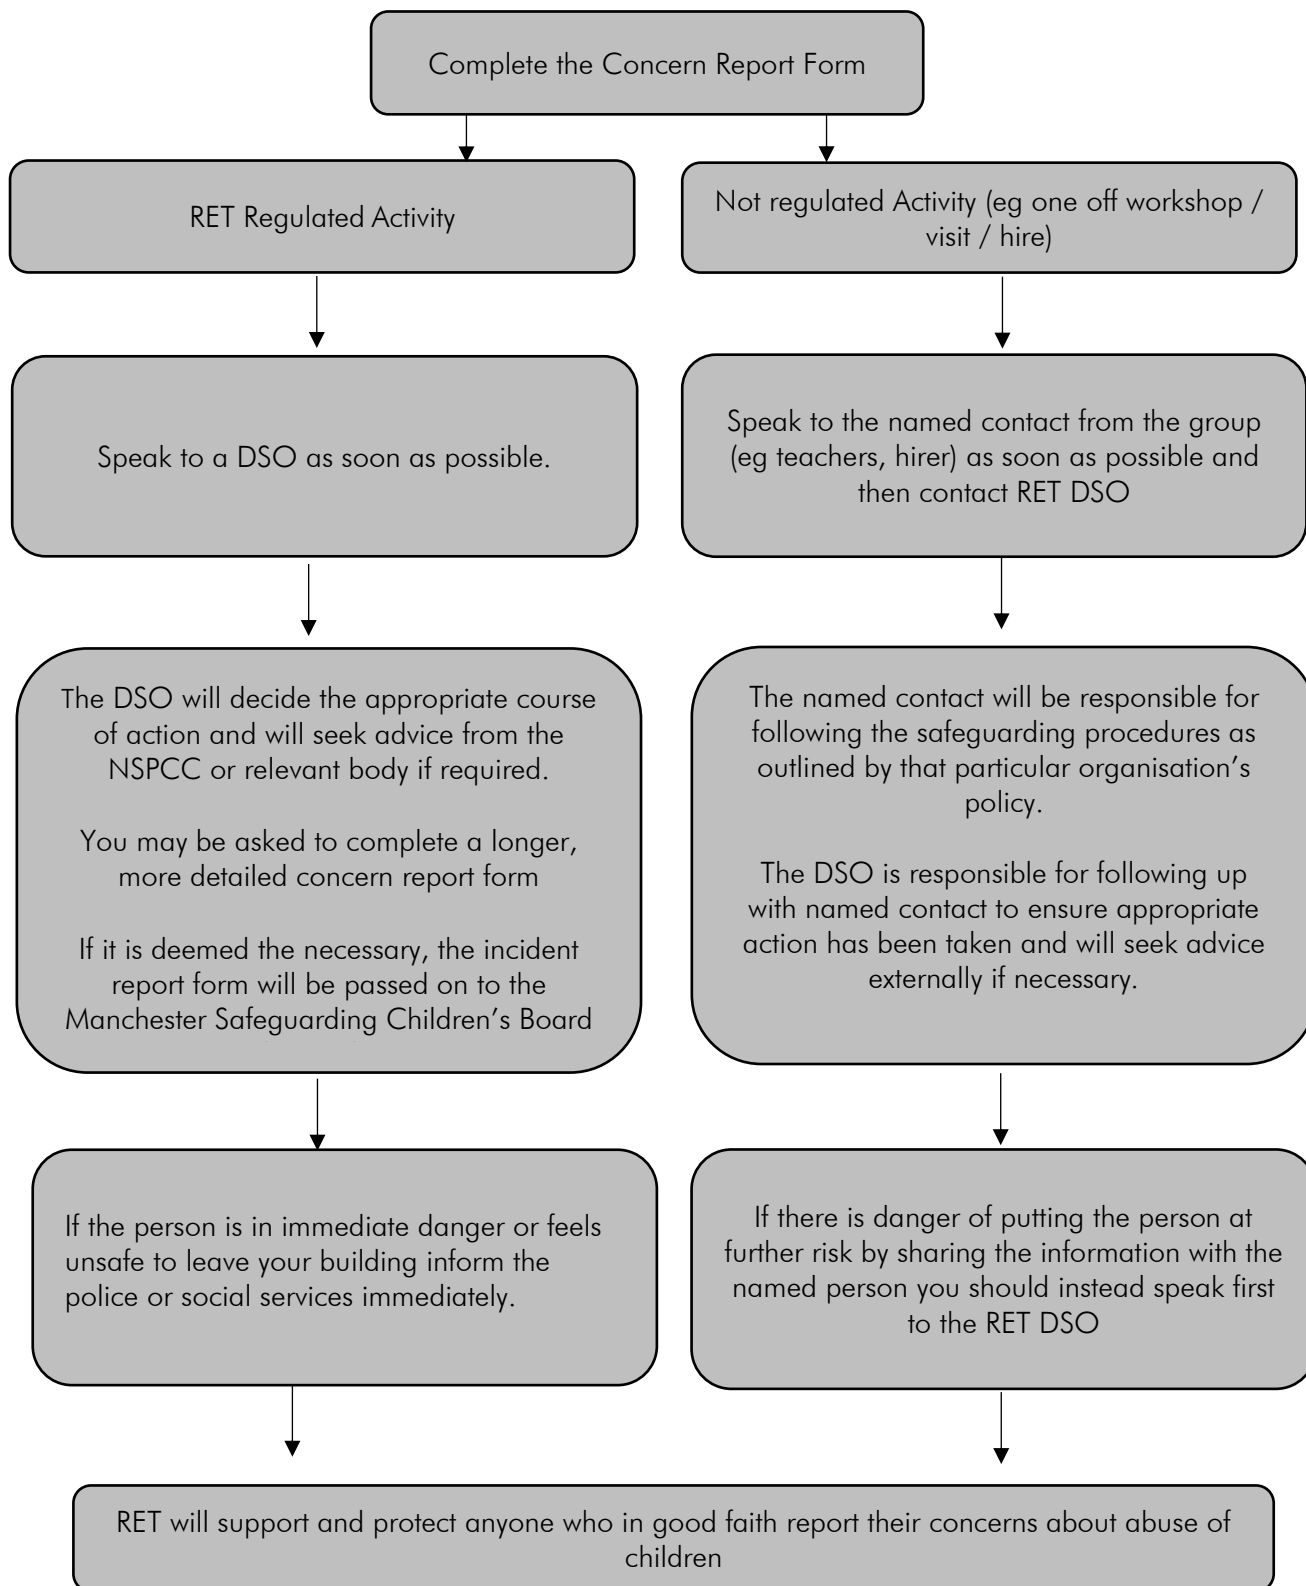 Complete the Concern Report Form
RET Regulated Activity
Not regulated Activity (eg one off workshop /
visit / hire)
Speak to a DSO as soon as possible.
Speak to the named contact from the group
(eg teachers, hirer) as soon as possible and
then contact RET DSO
The DSO will decide the appropriate course
of action and will seek advice from the
NSPCC or relevant body if required.
You may be asked to complete a longer,
more detailed concern report form
If it is deemed the necessary, the incident
report form will be passed on to the
Manchester Safeguarding Children’s Board
The named contact will be responsible for
following the safeguarding procedures as
outlined by that particular organisation’s
policy.
The DSO is responsible for following up
with named contact to ensure appropriate
action has been taken and will seek advice
externally if necessary.
If the person is in immediate danger or feels
unsafe to leave your building inform the
police or social services immediately.
If there is danger of putting the person at
further risk by sharing the information with the
named person you should instead speak first
to the RET DSO
RET will support and protect anyone who in good faith report their concerns about abuse of
children